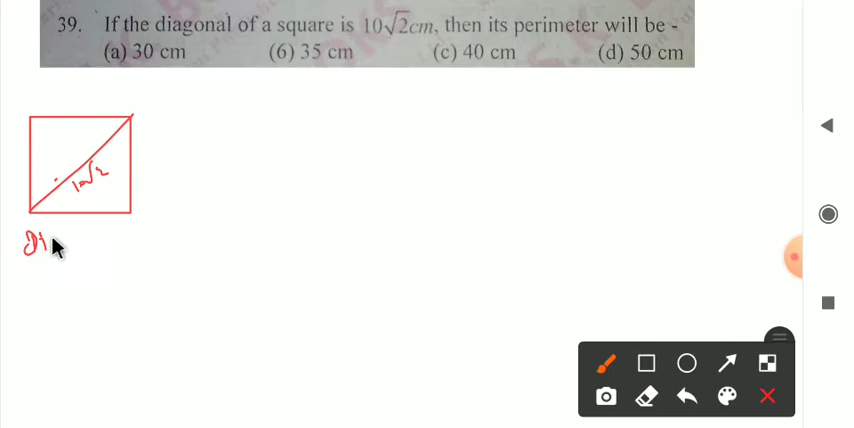 39. If the diagonal of a square is 10√2cm, then its perimeter will be -
(a) 30 cm (6) 35 cm (c) 40 cm (d) 50 cm
10√2